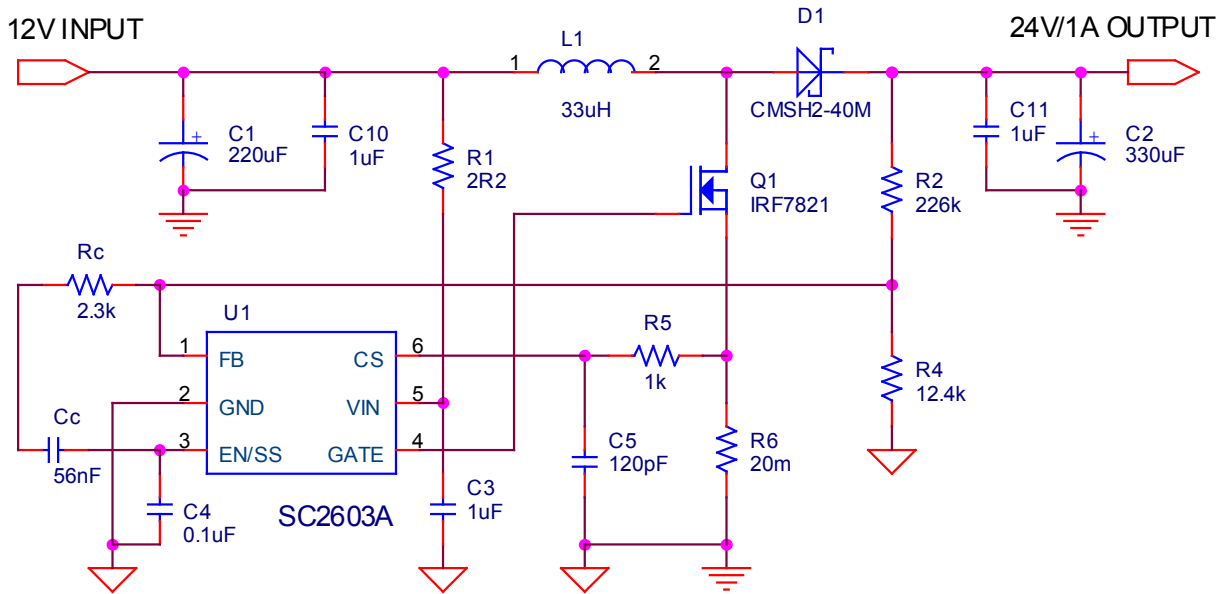 12V INPUT
24V/1A OUTPUT
L1
1
2
33uH
D1
CMSH2-40M
C1
220uF
C10
1uF
R1
2R2
Q1
IRF7821
R2
226k
C11
1uF
C2
330uF
Rc
2.3k
U1
1
FB
CS
6
2
GND
VIN
5
3
EN/SS
GATE
4
R5
1k
R4
12.4k
Cc
56nF
C4
0.1uF
SC2603A
C3
1uF
C5
120pF
R6
20m